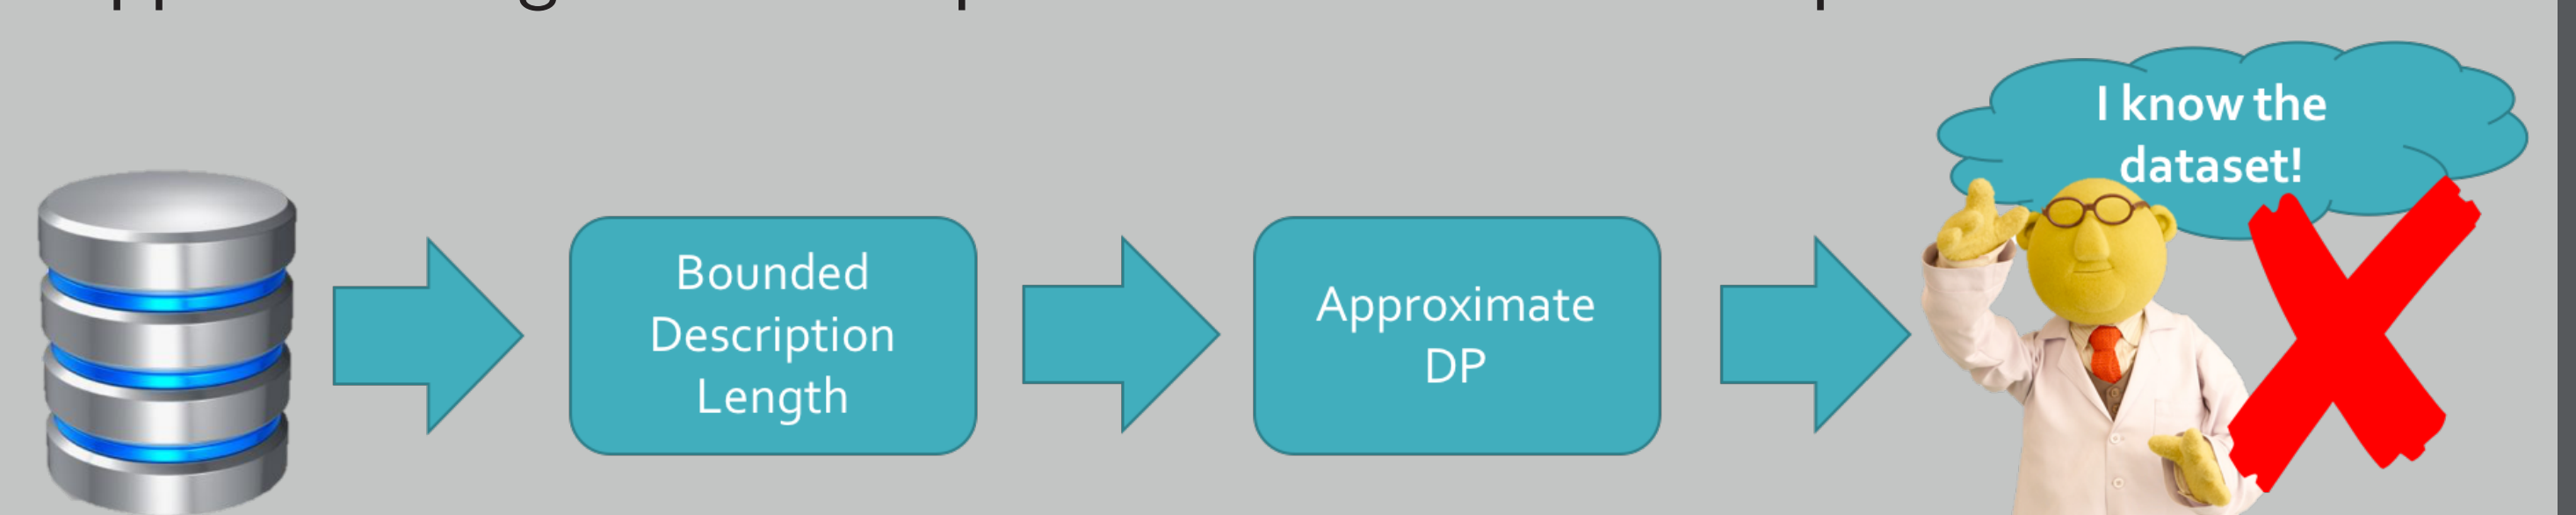 Bounded
Description
Length
Approximate
DP
I know the
dataset!